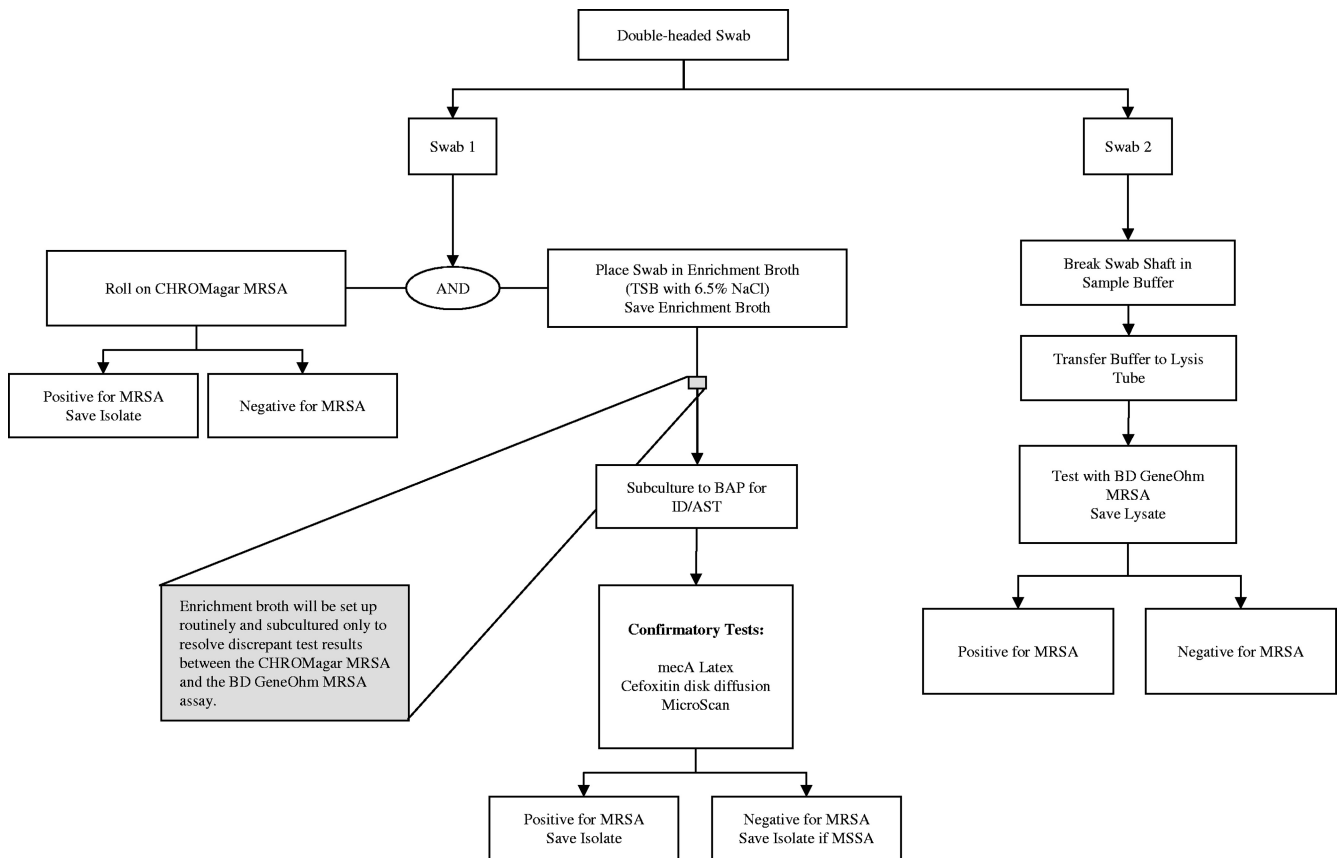 Double-headed Swab
Swab 1
Swab 2
Roll on CHROMagar MRSA
AND
Place Swab in Enrichment Broth
(TSB with 6.5% NaCl)
Save Enrichment Broth
Break Swab Shaft in
Sample Buffer
Positive for MRSA
Save Isolate
Negative for MRSA
Transfer Buffer to Lysis
Tube
Subculture to BAP for
ID/AST
Test with BD GeneOhm
MRSA
Save Lysate
Enrichment broth will be set up
routinely and subcultured only to
resolve discrepant test results
between the CHROMagar MRSA
and the BD GeneOhm MRSA
assay.
Confirmatory Tests:
mecA Latex
Cefoxitin disk diffusion
MicroScan
Positive for MRSA
Negative for MRSA
Positive for MRSA
Save Isolate
Negative for MRSA
Save Isolate if MSSA